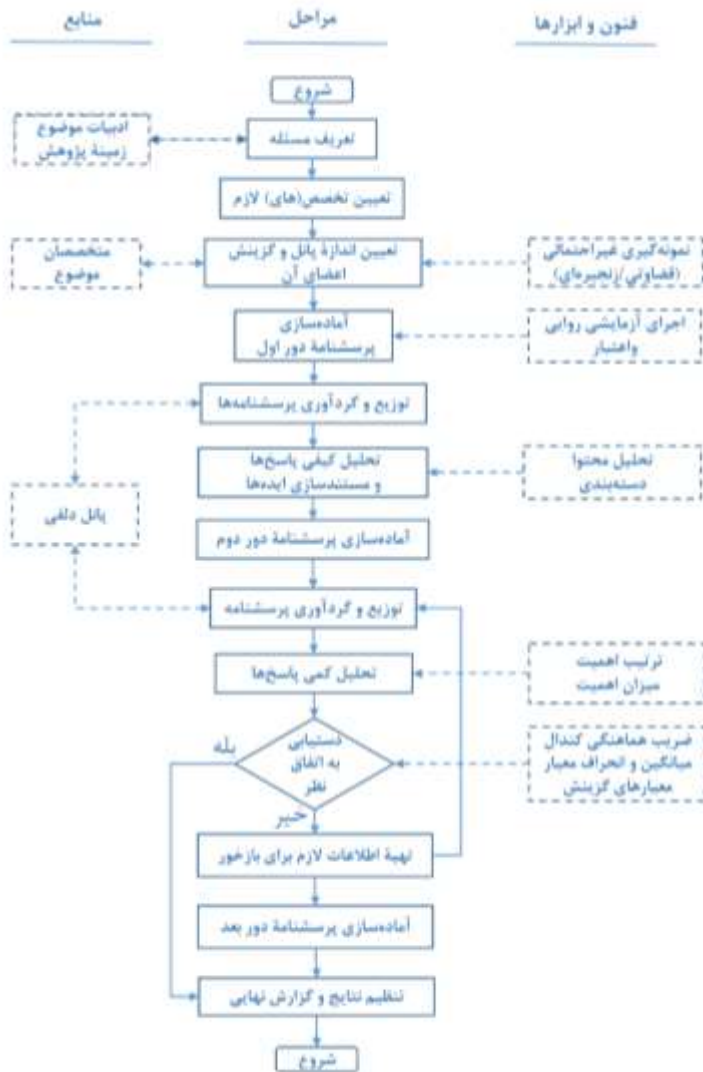 فنون و ابزارها
مراحل
منابع
شروع
تعریف مسئله
ادبیات موضوع
زمینهٔ پژوهش
تعیین تخصص(های) لازم
تعیین اندازهٔ پانل و گزینش
اعضای آن
نمونه‌گیری غیراحتمالی
(قضاوتی/زنجیره‌ای)
متخصصان
موضوع
آماده‌سازی
پرسشنامهٔ دور اول
اجرای آزمایشی روایی
واعتبار
توزیع و گردآوری پرسشنامه‌ها
تحلیل کیفی پاسخ‌ها
و مستندسازی ایده‌ها
تحلیل محتوا
دسته‌بندی
پانل دلفی
آماده‌سازی پرسشنامهٔ دور دوم
توزیع و گردآوری پرسشنامه
تحلیل کمی پاسخ‌ها
ترتیب اهمیت
میزان اهمیت
دستیابی
به اتفاق
نظر
ضریب هماهنگی کندال
میانگین و انحراف معیار
معیارهای گزینش
بله
خیر
تهیهٔ اطلاعات لازم برای بازخور
آماده‌سازی پرسشنامهٔ دور بعد
تنظیم نتایج و گزارش نهایی
شروع